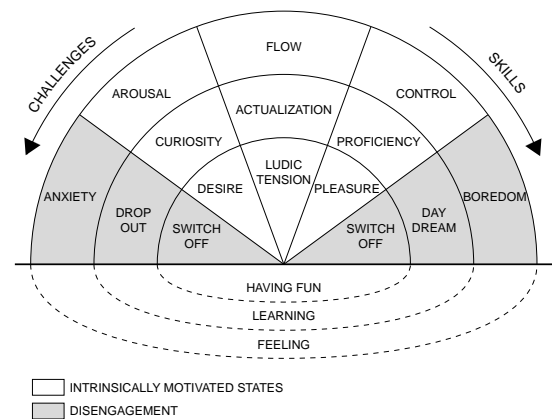 CHALLENGES
SKILLS
FLOW
AROUSAL
CONTROL
ACTUALIZATION
CURIOSITY
PROFICIENCY
LUDIC
TENSION
DESIRE
PLEASURE
ANXIETY
BOREDOM
DROP
OUT
DAY
DREAM
SWITCH
OFF
SWITCH
OFF
HAVING FUN
LEARNING
FEELING
INTRINSICALLY MOTIVATED STATES
DISENGAGEMENT